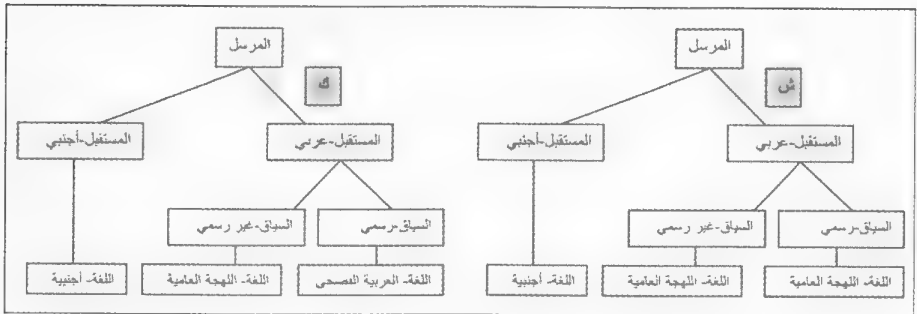 المرسل
ش
المستقبل-عربي
المستقبل-أجنبي
السياق-رسمي
السياق-غير رسمي
اللغة- اللهجة العامية
اللغة- اللهجة العامية
اللغة- أجنبية
المرسل
ك
المستقبل-عربي
المستقبل-أجنبي
السياق-رسمي
السياق-غير رسمي
اللغة- العربية الفصحى
اللغة- اللهجة العامية
اللغة- أجنبية